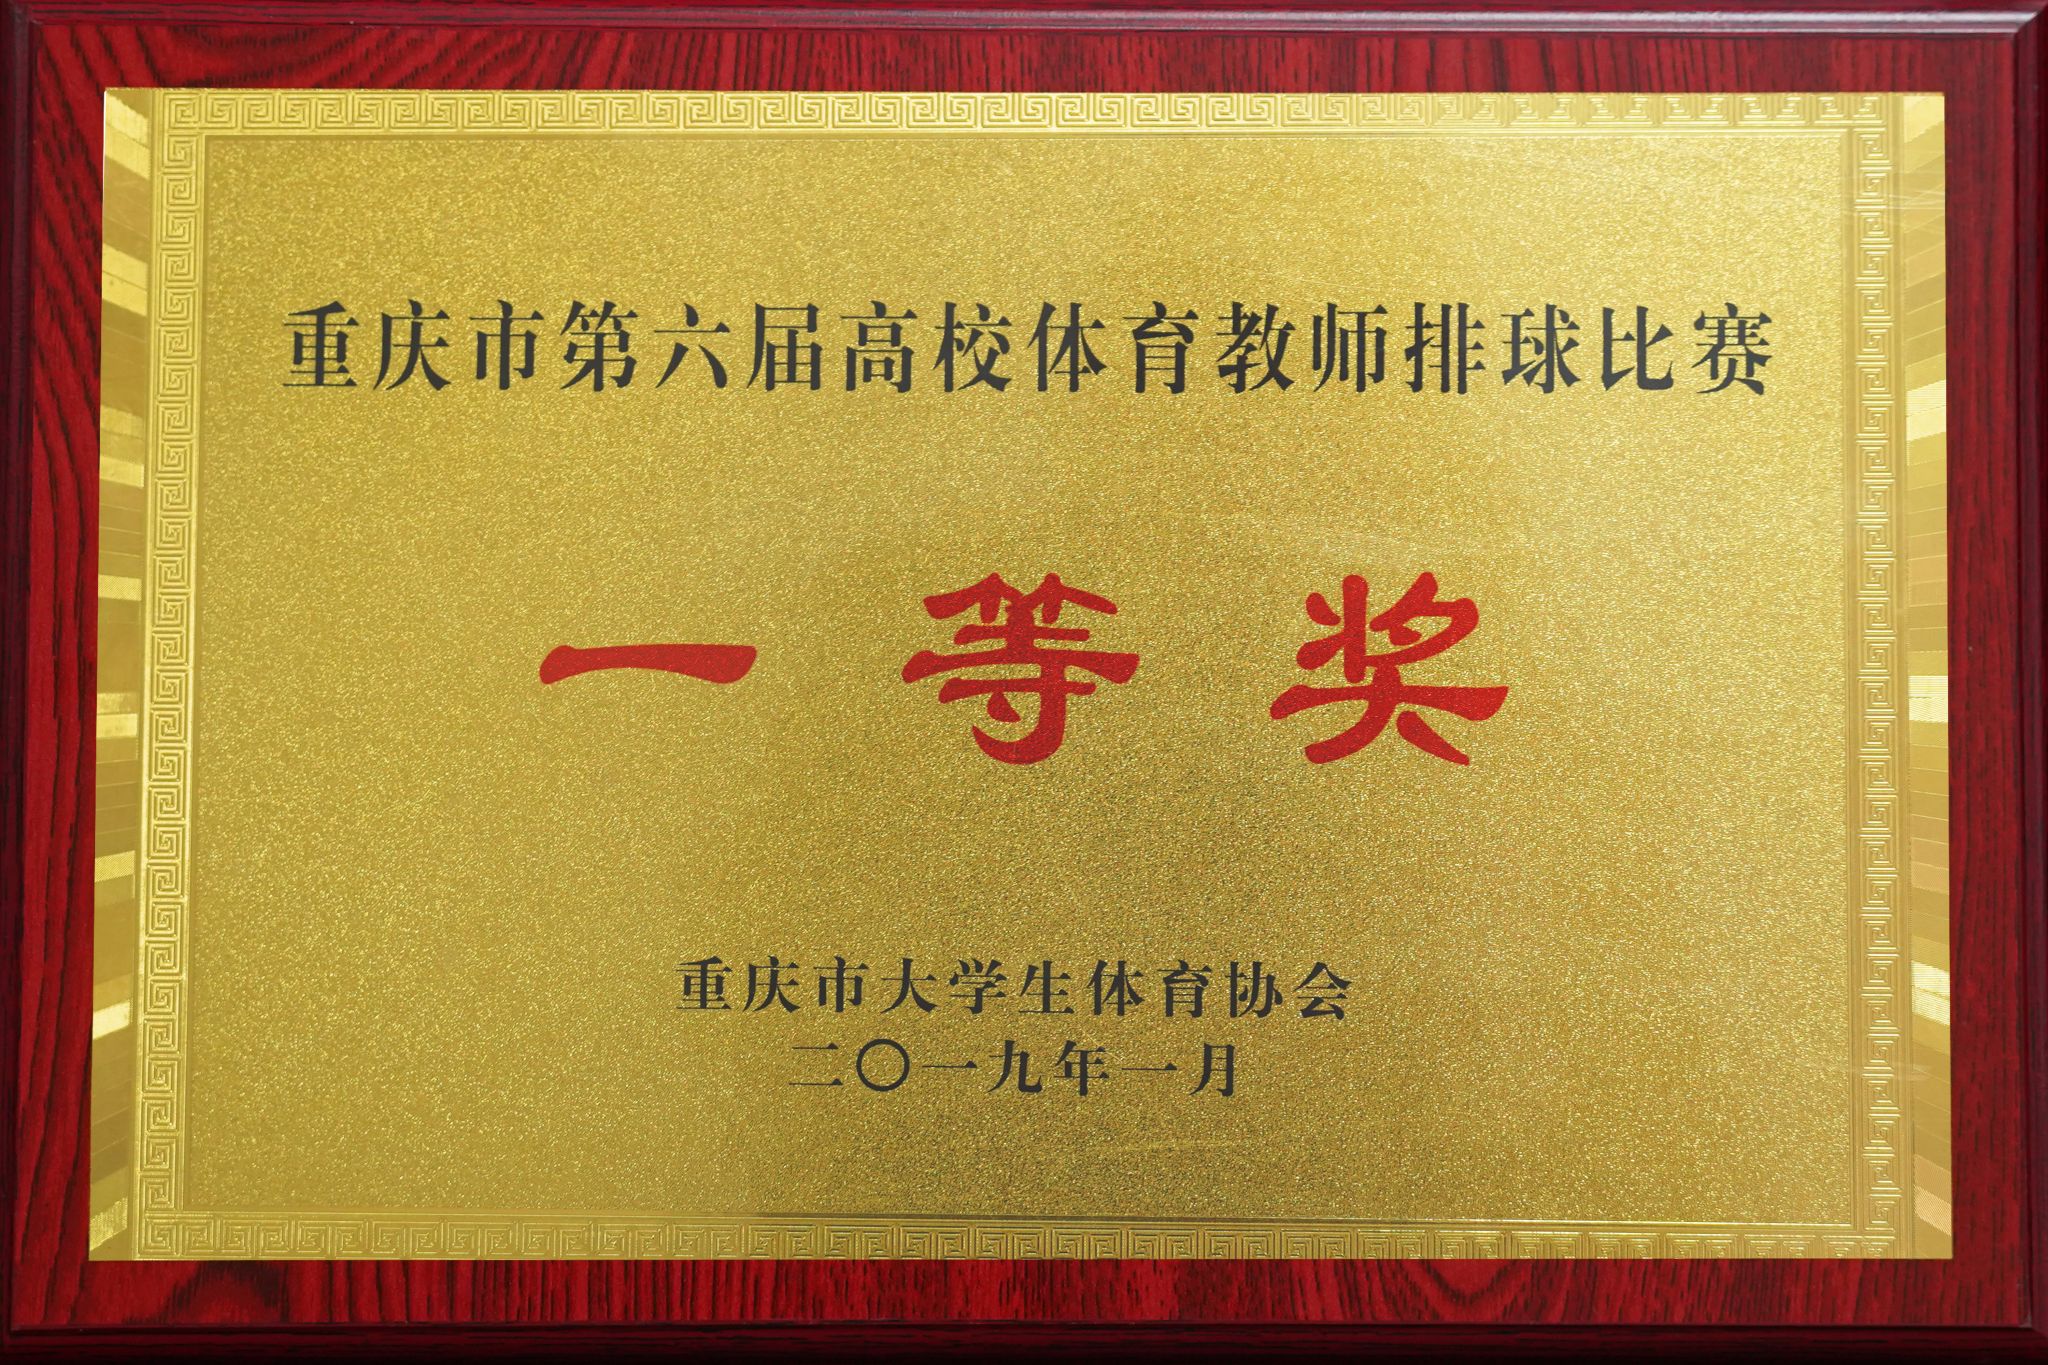 重庆市第六届高校体育教师排球比赛
一等奖
重庆市大学生体育协会
二〇一九年一月